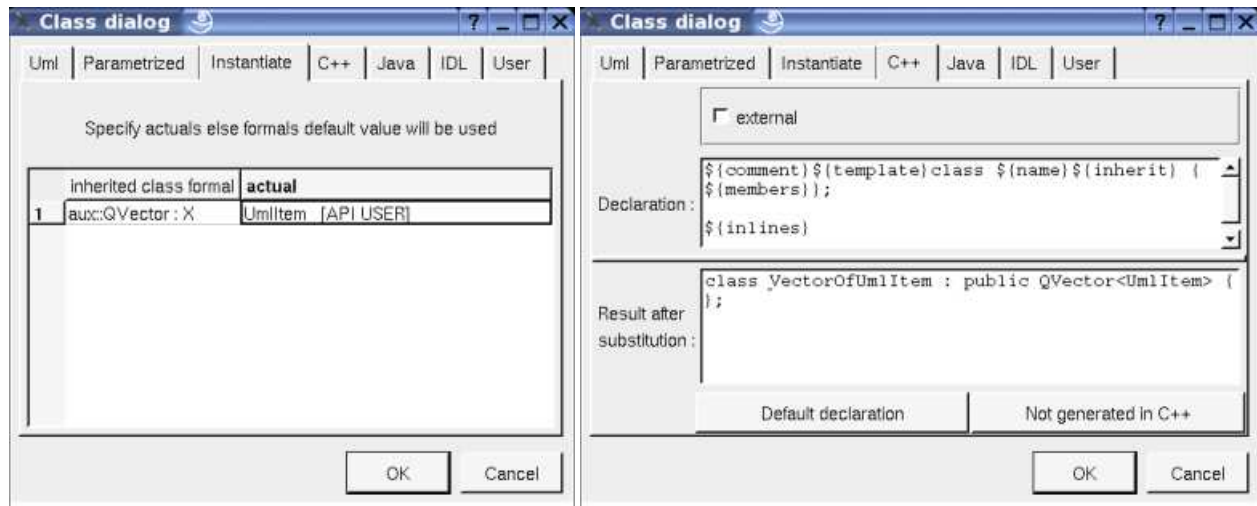 Class dialog
Uml Parametrized Instantiate C++ Java IDL User
Specify actuals else formals default value will be used
inherited class formal actual
1 aux::QVector : X UmlItem [API USER]
OK Cancel
Class dialog
Uml Parametrized Instantiate C++ Java IDL User
external
Declaration :
${comment}${template}class ${name}${inherit} {
${members}};
${inlines}
Result after
substitution :
class VectorOfUmlItem : public QVector<UmlItem> {
};
Default declaration Not generated in C++
OK Cancel